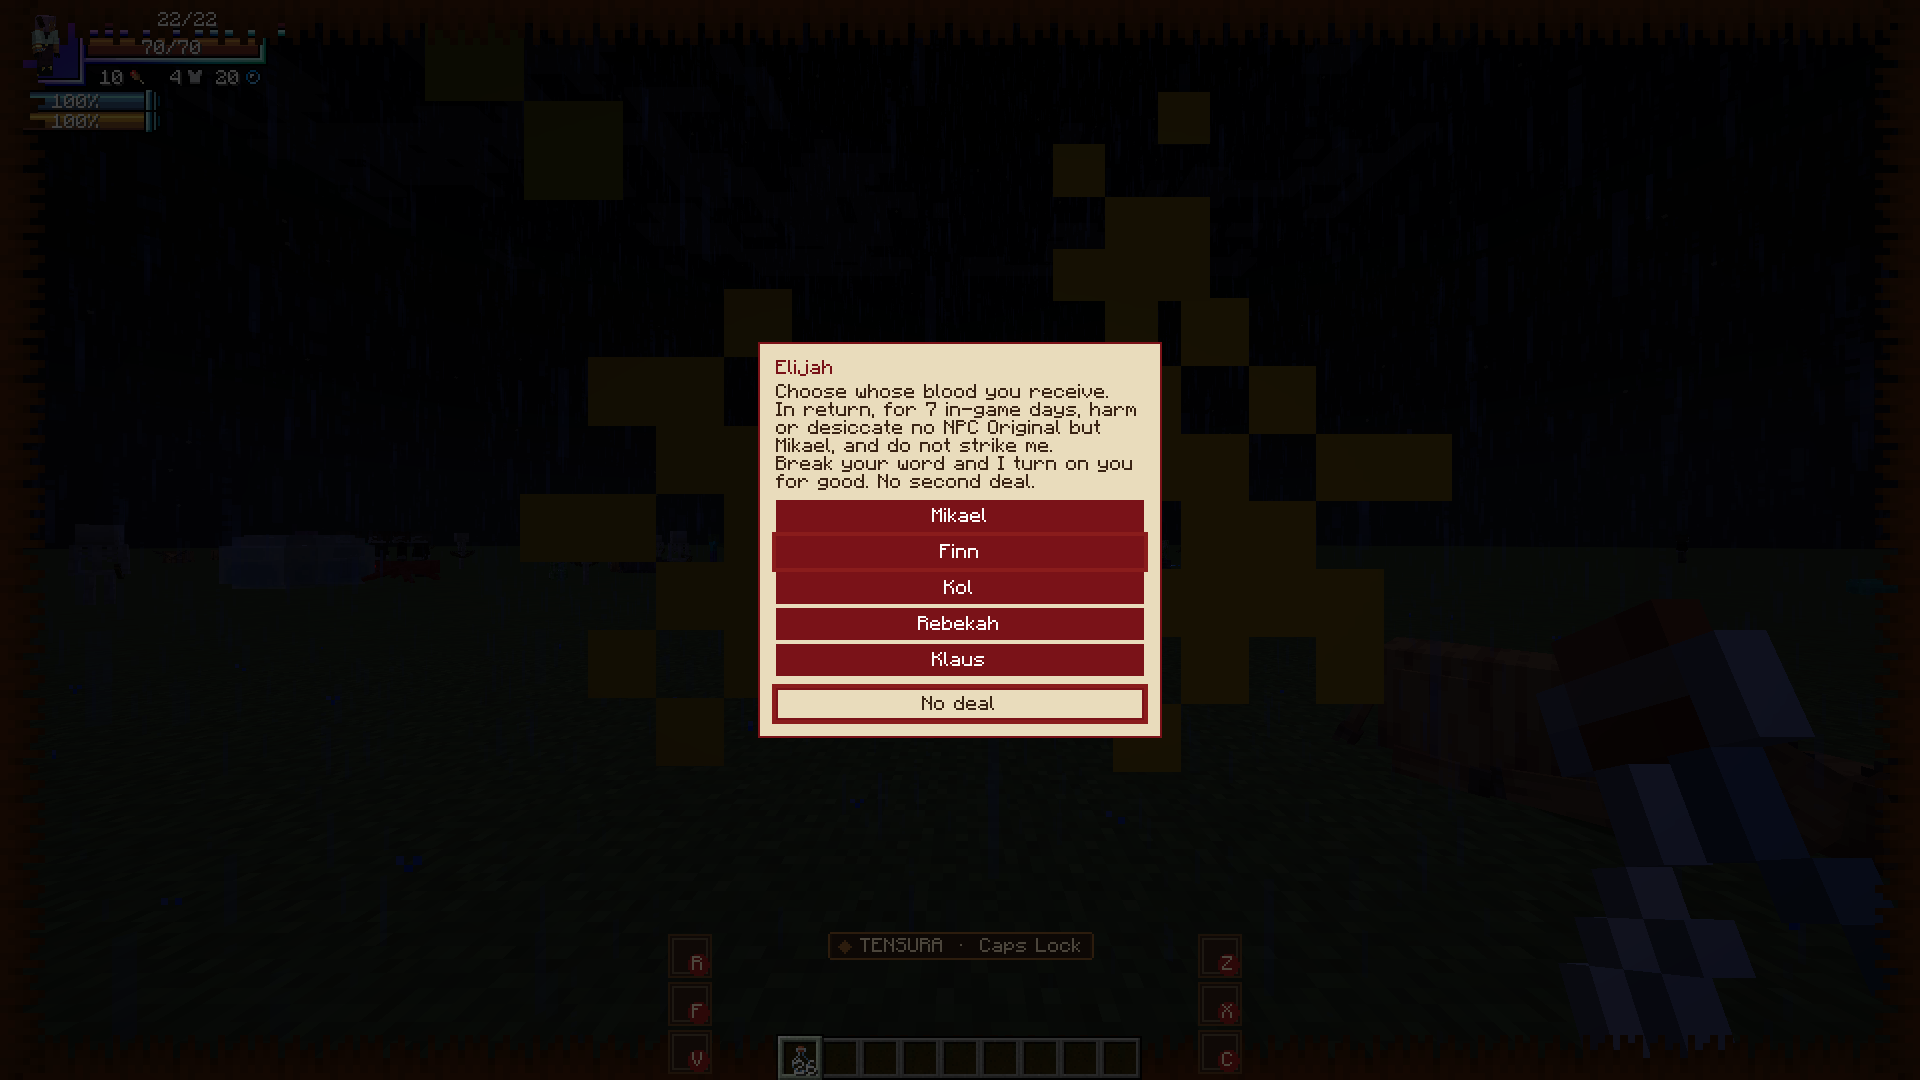 22/22
70/70
10 4 20
100%
100%
Elijah
Choose whose blood you receive.
In return, for 7 in-game days, harm
or desiccate no NPC Original but
Mikael, and do not strike me.
Break your word and I turn on you
for good. No second deal.
Mikael
Finn
Kol
Rebekah
Klaus
No deal
TENSURA · Caps Lock
R
Z
F
X
V
C
26